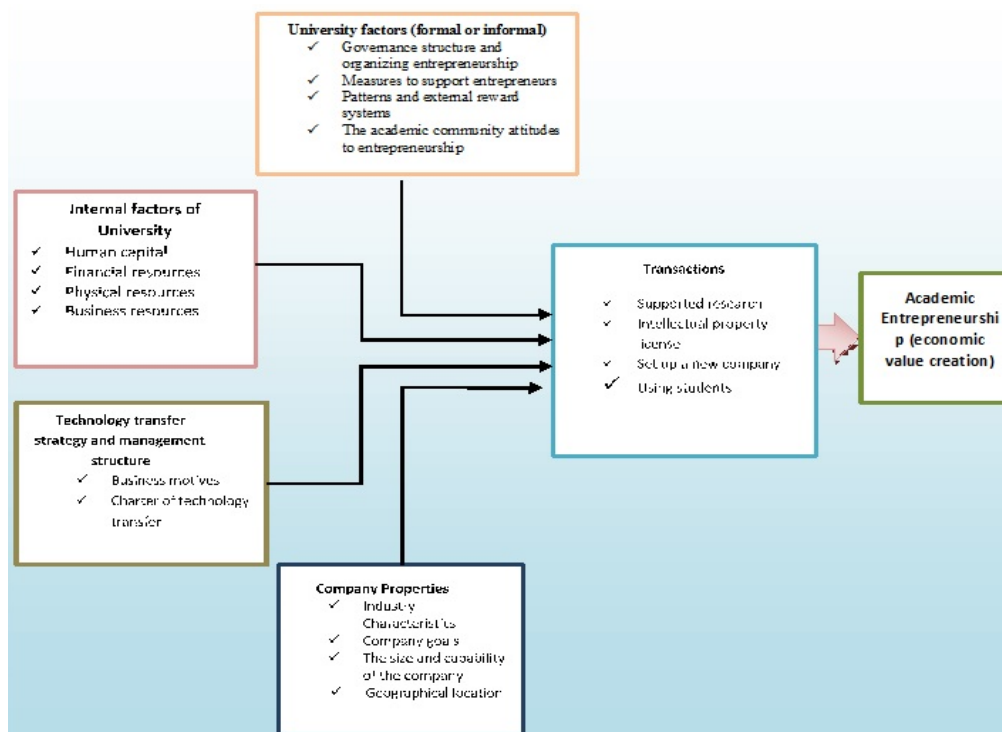 University factors (formal or informal)
✓ Governance structure and
organizing entrepreneurship
✓ Measures to support entrepreneurs
✓ Patterns and external reward
systems
✓ The academic community attitudes
to entrepreneurship
Internal factors of
University
✓ Human capital
✓ Financial resources
✓ Physical resources
✓ Business resources
Technology transfer
strategy and management
structure
✓ Business motives
✓ Charter of technology
transfer
Company Properties
✓ Industry
Characteristics
✓ Company goals
✓ The size and capability
of the company
✓ Geographical location
Transactions
✓ Supported research
✓ Intellectual property
license
✓ Set up a new company
✓ Using students
Academic
Entrepreneurshi
p (economic
value creation)